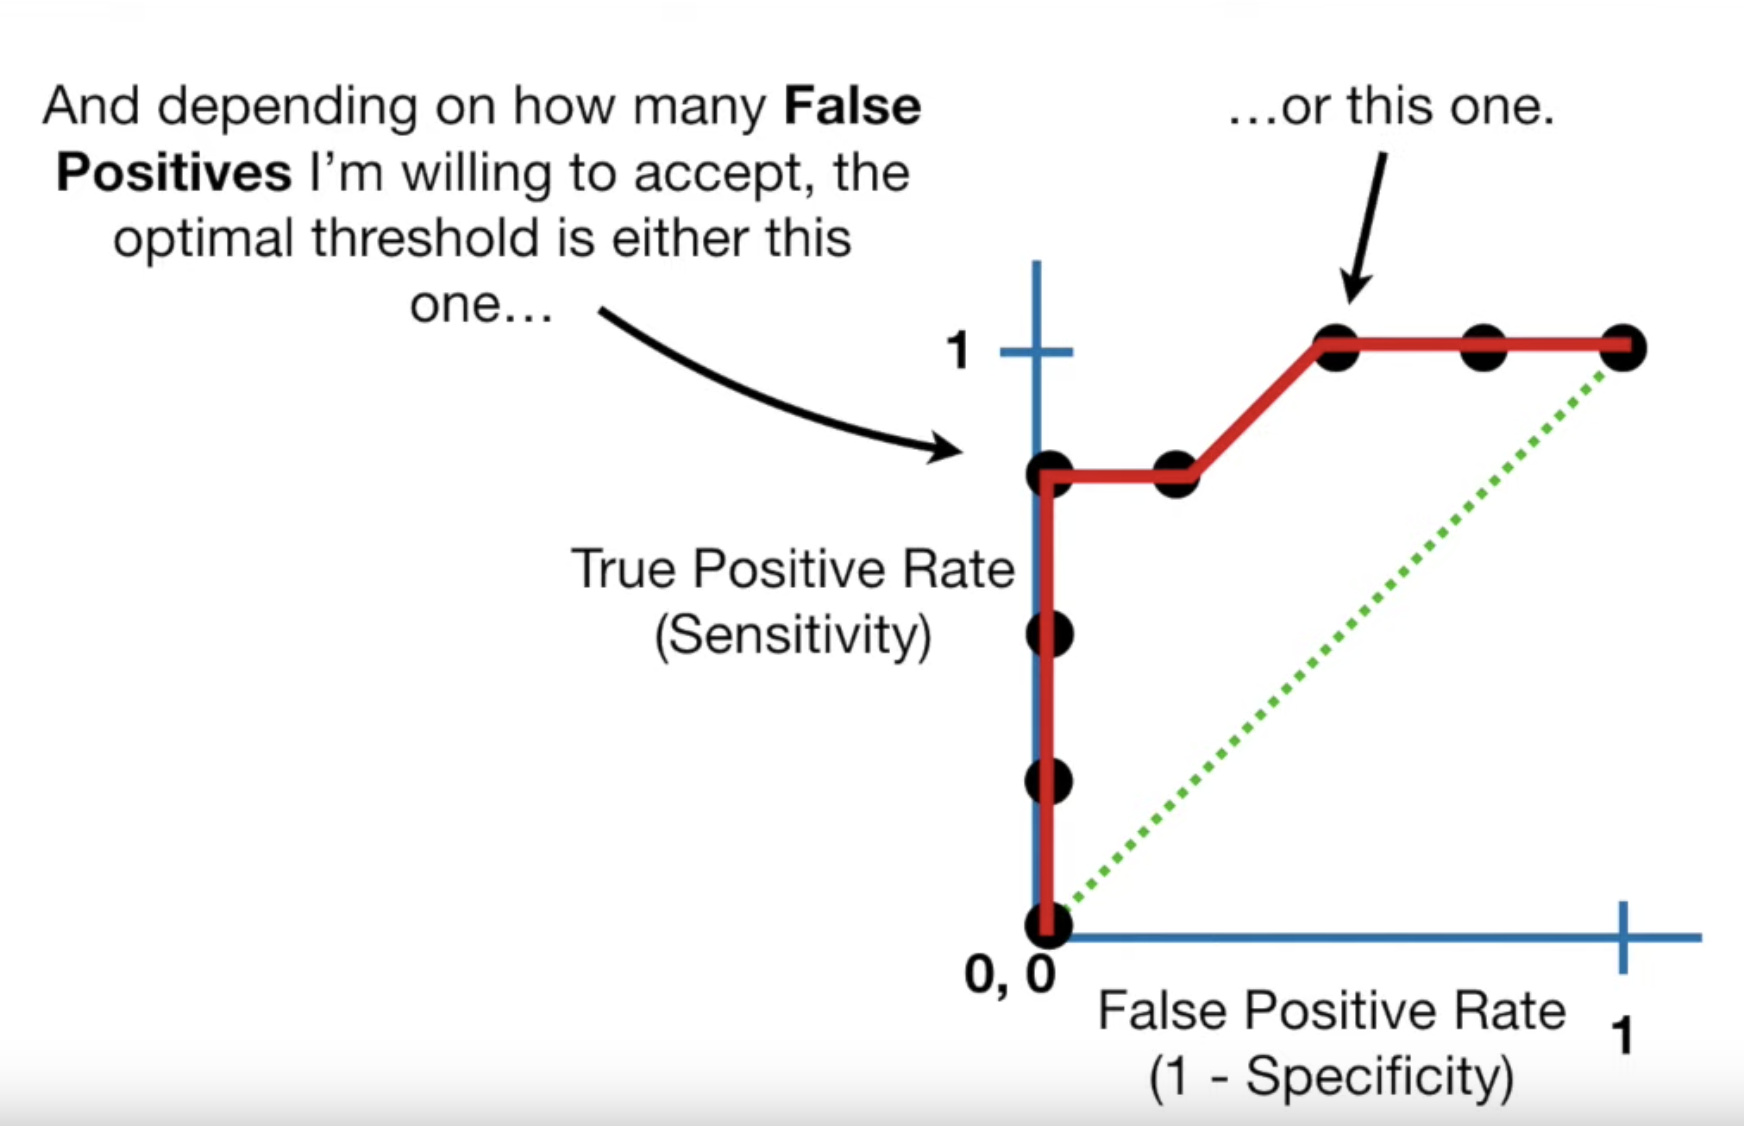 And depending on how many False
Positives I'm willing to accept, the
optimal threshold is either this
one…
…or this one.
1
True Positive Rate
(Sensitivity)
0, 0
False Positive Rate
(1 - Specificity)
1